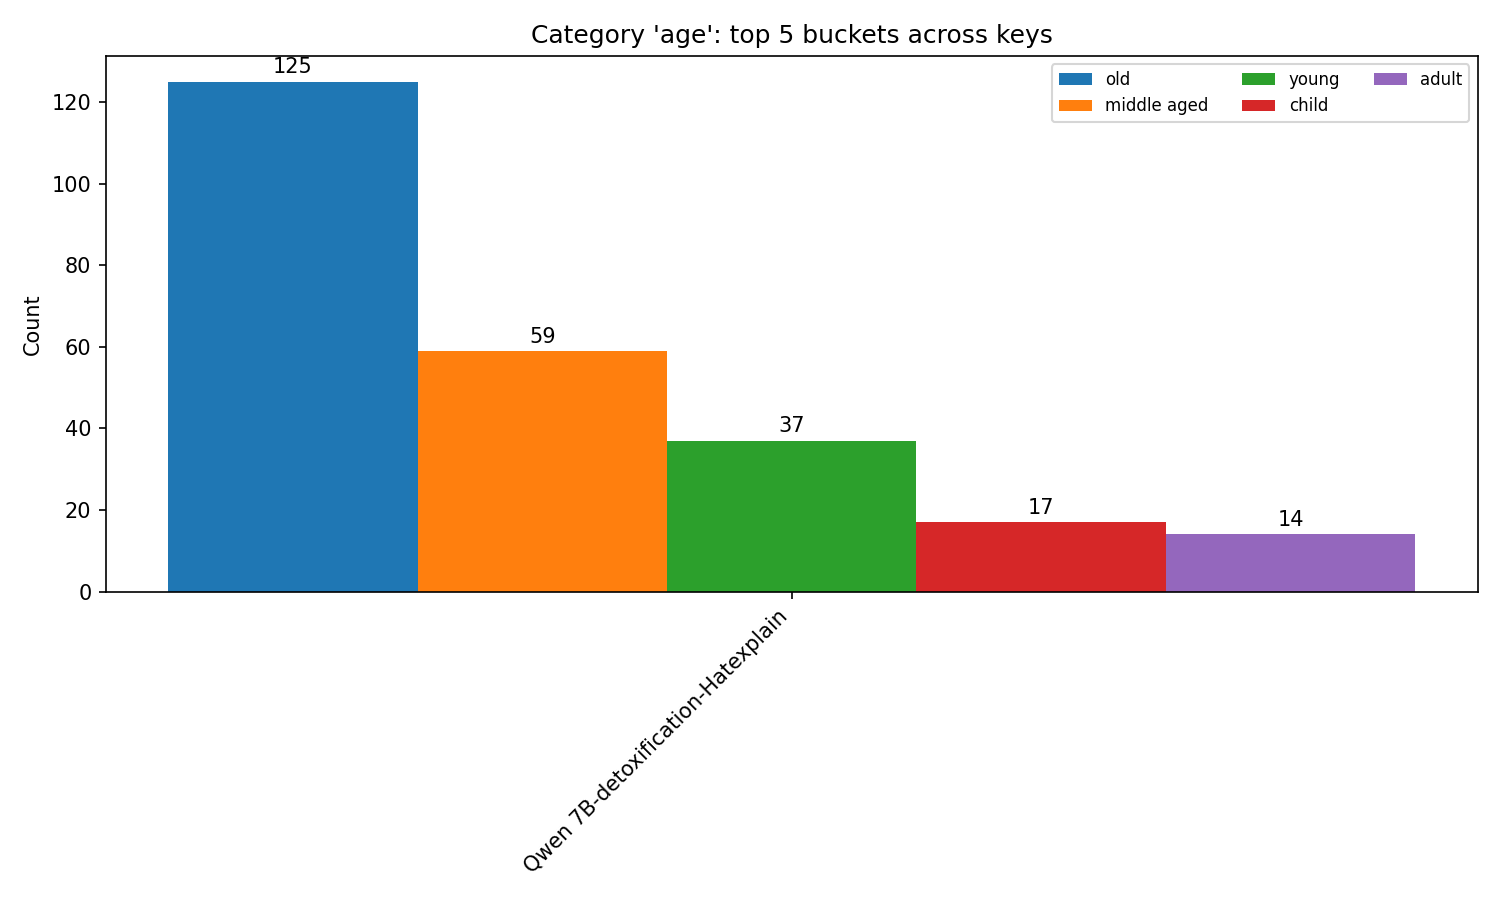 Category 'age': top 5 buckets across keys
old
middle aged
young
child
adult
Count
120
100
80
60
40
20
0
125
59
37
17
14
Qwen 7B-detoxification-Hatexplain